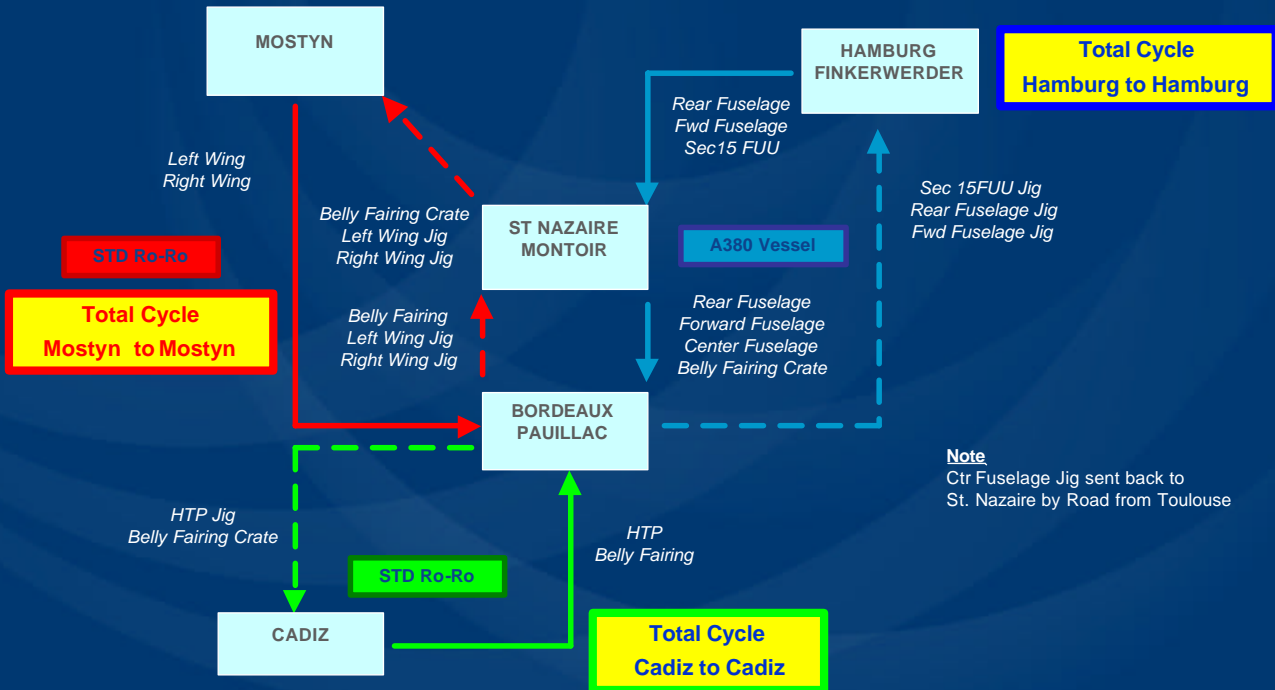 MOSTYN
HAMBURG
FINKERWERDER
Total Cycle
Hamburg to Hamburg
Rear Fuselage
Fwd Fuselage
Sec15 FUU
Left Wing
Right Wing
Sec 15FUU Jig
Rear Fuselage Jig
Fwd Fuselage Jig
Belly Fairing Crate
Left Wing Jig
Right Wing Jig
ST NAZAIRE
MONTOIR
A380 Vessel
STD Ro-Ro
Total Cycle
Mostyn to Mostyn
Belly Fairing
Left Wing Jig
Right Wing Jig
Rear Fuselage
Forward Fuselage
Center Fuselage
Belly Fairing Crate
BORDEAUX
PAUILLAC
Note
Ctr Fuselage Jig sent back to
St. Nazaire by Road from Toulouse
HTP Jig
Belly Fairing Crate
HTP
Belly Fairing
STD Ro-Ro
CADIZ
Total Cycle
Cadiz to Cadiz